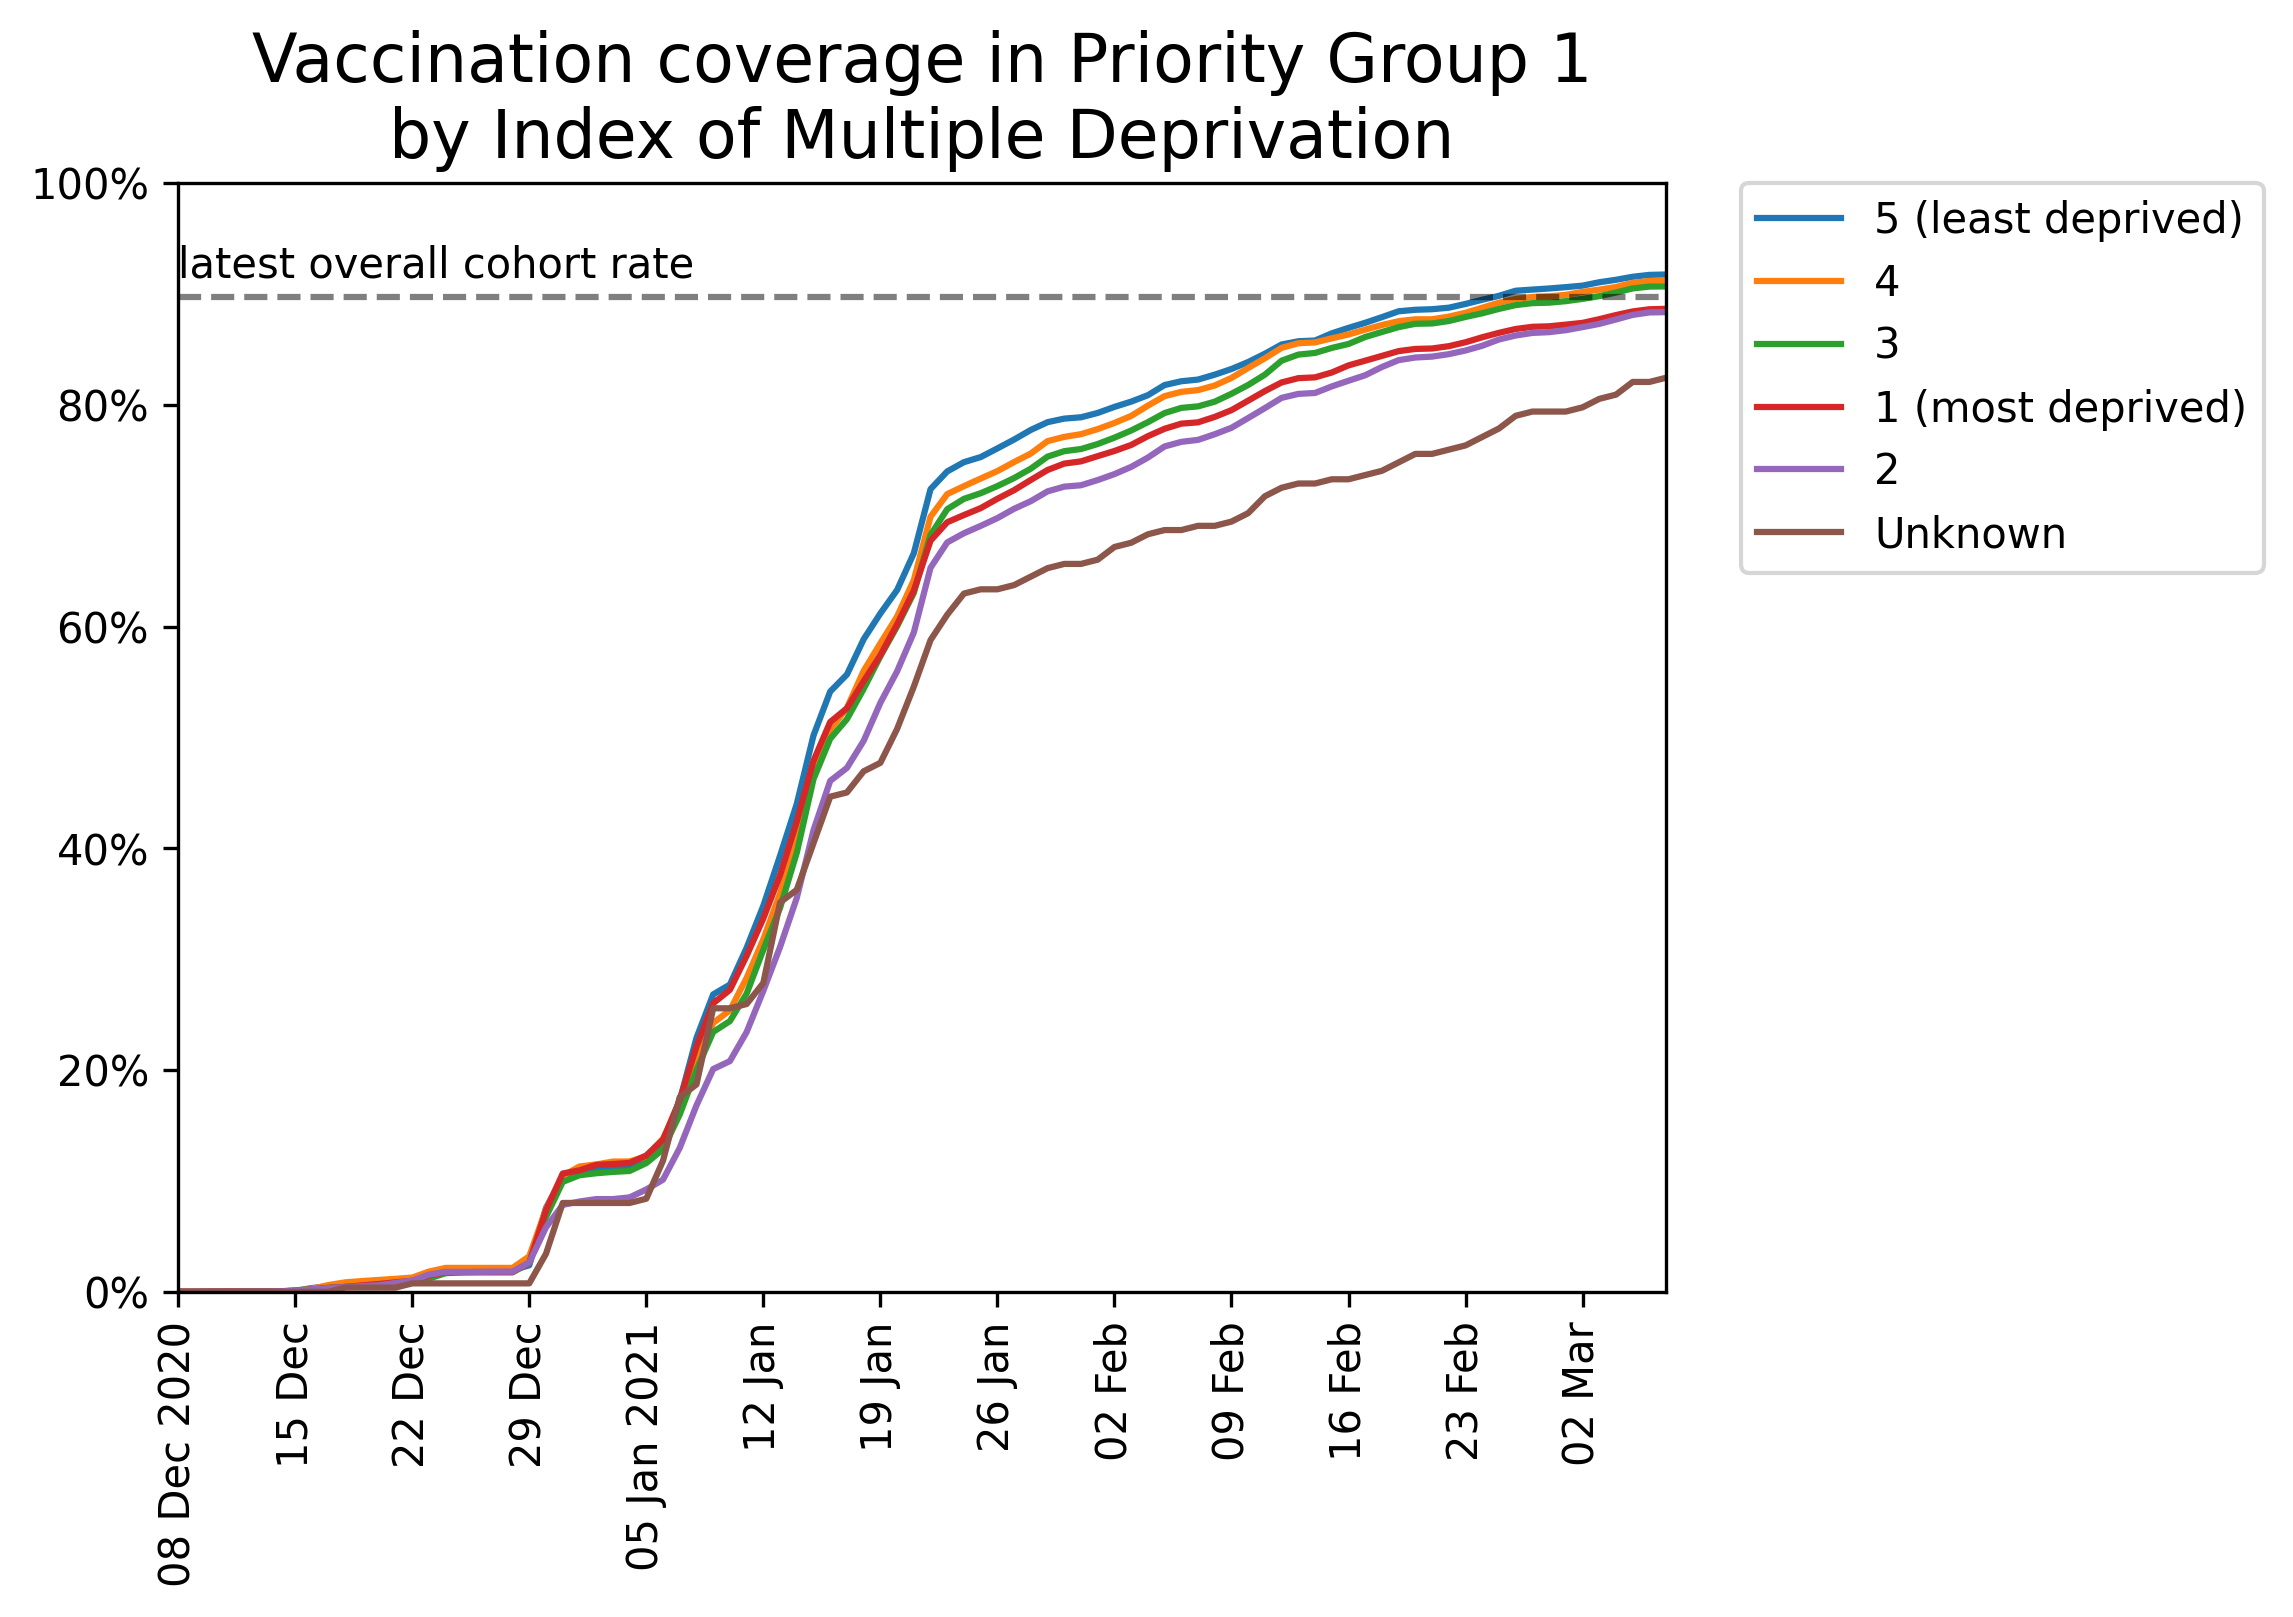 Vaccination coverage in Priority Group 1
by Index of Multiple Deprivation
100%
80%
60%
40%
20%
0%
latest overall cohort rate
08 Dec 2020
15 Dec
22 Dec
29 Dec
05 Jan 2021
12 Jan
19 Jan
26 Jan
02 Feb
09 Feb
16 Feb
23 Feb
02 Mar
5 (least deprived)
4
3
1 (most deprived)
2
Unknown